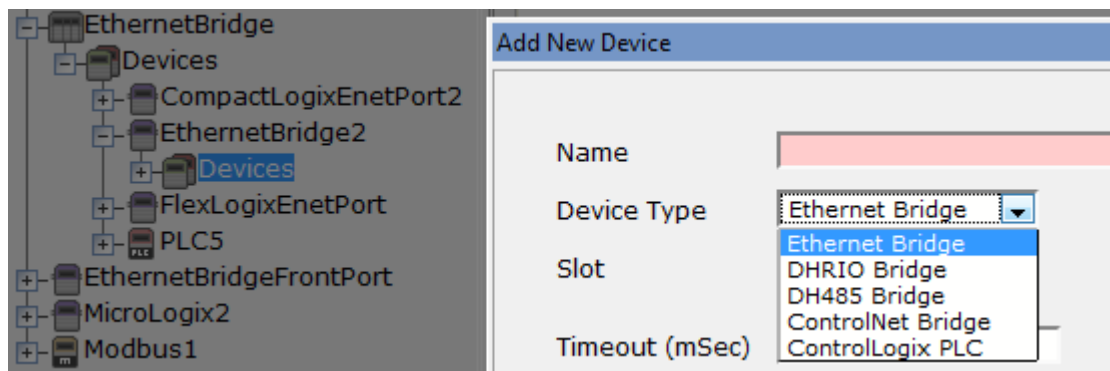 EthernetBridge
Devices
CompactLogixEnetPort2
EthernetBridge2
Devices
FlexLogixEnetPort
PLC5
EthernetBridgeFrontPort
MicroLogix2
Modbus1
Add New Device
Name
Device Type
Ethernet Bridge
Ethernet Bridge
DHRIO Bridge
DH485 Bridge
ControlNet Bridge
ControlLogix PLC
Slot
Timeout (mSec)